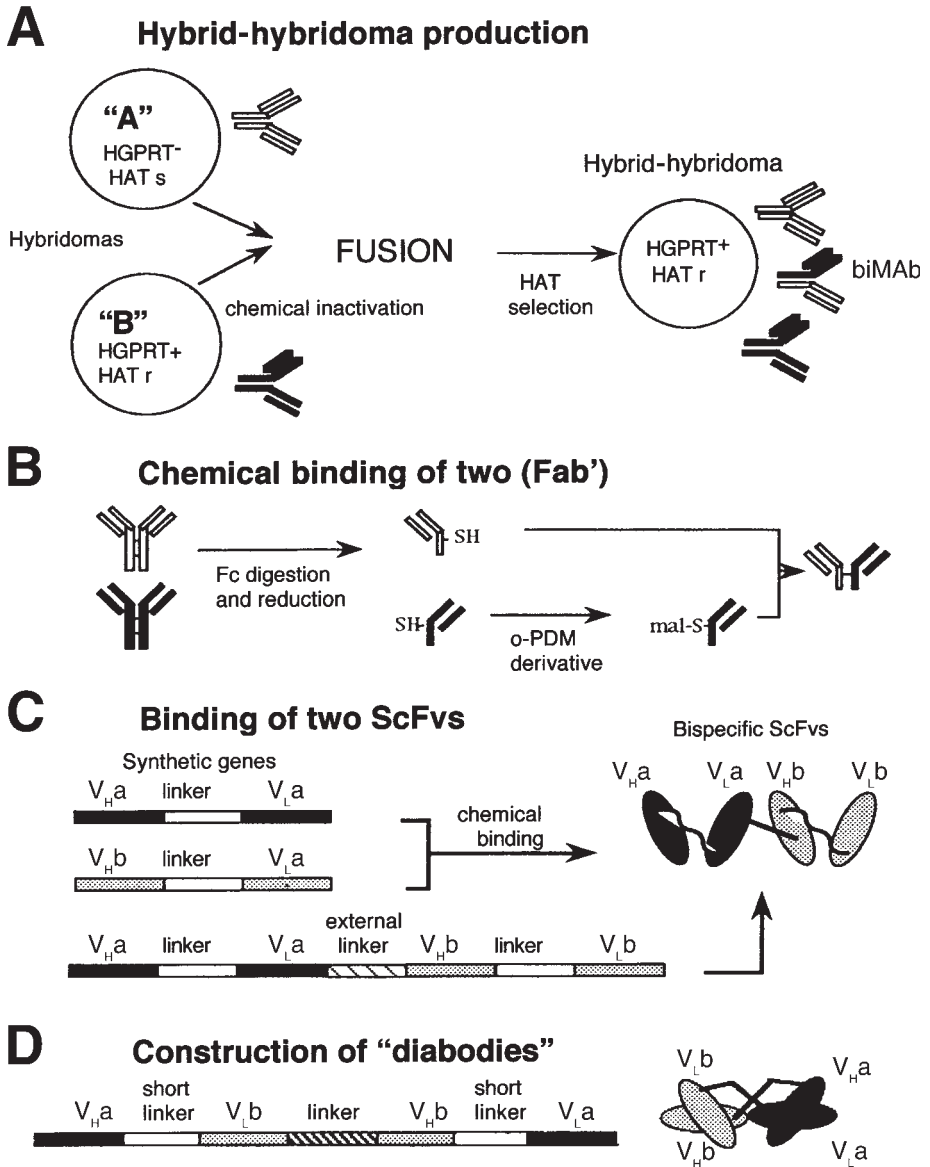 A Hybrid-hybridoma production
"A"
HGPRT-
HAT s
Hybridomas
"B"
HGPRT+
HAT r
chemical inactivation
FUSION
HAT
selection
Hybrid-hybridoma
HGPRT+
HAT r
biMAb
B Chemical binding of two (Fab')
Fc digestion
and reduction
SH
SH
o-PDM
derivative
mal-S
C Binding of two ScFvs
Synthetic genes
VHa linker VLa
VHb linker VLa
chemical
binding
Bispecific ScFvs
VHa VLa VHb VLb
external
VHa linker VLa linker VHb linker VLb
D Construction of "diabodies"
short short
VHa linker VLb linker VHb linker VLa
VLb
VHa
VHb
VLa